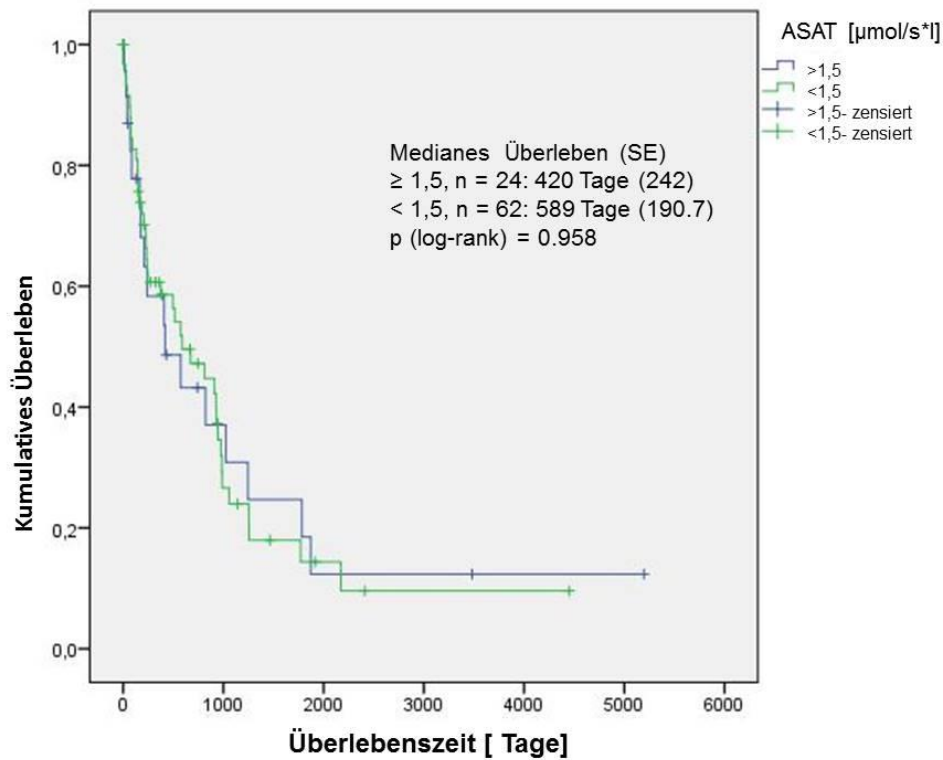 ASAT [µmol/s*l]
>1,5
<1,5
>1,5- zensiert
<1,5- zensiert
Medianes Überleben (SE)
≥ 1,5, n = 24: 420 Tage (242)
< 1,5, n = 62: 589 Tage (190.7)
p (log-rank) = 0.958
Kumulatives Überleben
1,0
0,8
0,6
0,4
0,2
0,0
0 1000 2000 3000 4000 5000 6000
Überlebenszeit [ Tage]